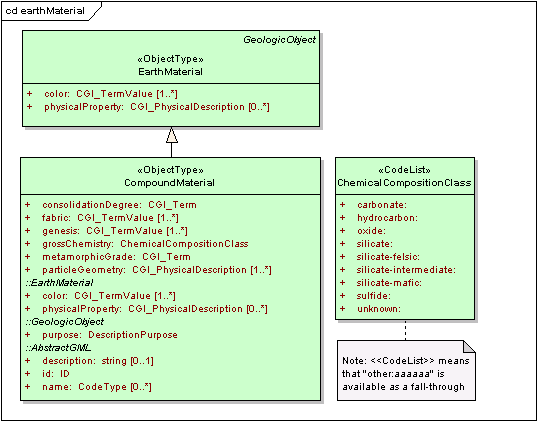 cd earthMaterial
GeologicObject
«ObjectType»
EarthMaterial
+ color: CGI_TermValue [1..*]
+ physicalProperty: CGI_PhysicalDescription [0..*]
«ObjectType»
CompoundMaterial
+ consolidationDegree: CGI_Term
+ fabric: CGI_TermValue [1..*]
+ genesis: CGI_TermValue [1..*]
+ grossChemistry: ChemicalCompositionClass
+ metamorphicGrade: CGI_Term
+ particleGeometry: CGI_PhysicalDescription [1..*]
::EarthMaterial
+ color: CGI_TermValue [1..*]
+ physicalProperty: CGI_PhysicalDescription [0..*]
::GeologicObject
+ purpose: DescriptionPurpose
::AbstractGML
+ description: string [0..1]
+ id: ID
+ name: CodeType [0..*]
«CodeList»
ChemicalCompositionClass
+ carbonate:
+ hydrocarbon:
+ oxide:
+ silicate:
+ silicate-felsic:
+ silicate-intermediate:
+ silicate-mafic:
+ sulfide:
+ unknown:
Note: <<CodeList>> means
that "other:aaaaaa" is
available as a fall-through